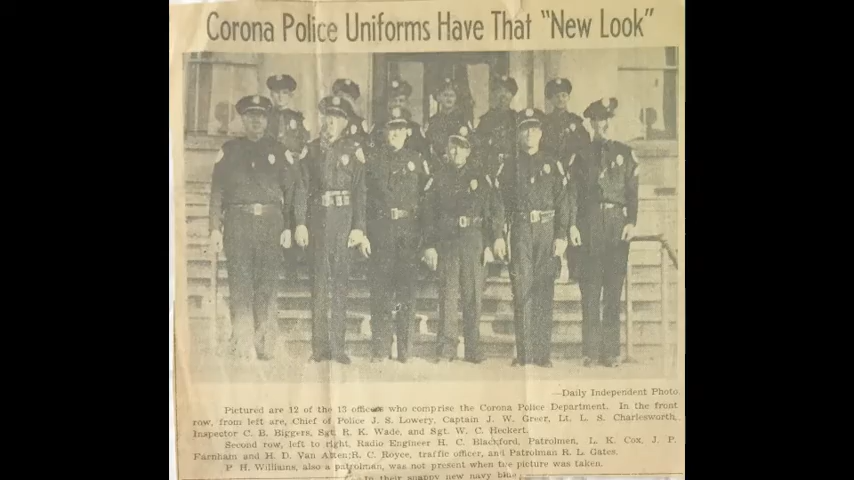 Corona Police Uniforms Have That "New Look"
—Daily Independent Photo
Pictured are 12 of the 13 officers who comprise the Corona Police Department. In the front
row, from left are, Chief of Police J. S. Lowery, Captain J. W. Greer, Lt. L. S. Charlesworth,
Inspector C. B. Biggers, Sgt. R. K. Wade, and Sgt. W. C. Heckert.
Second row, left to right, Radio Engineer H. C. Blackford, Patrolmen, L. K. Cox, J. P.
Farnham and H. D. Van Alten; R. C. Royce, traffic officer, and Patrolman R. L. Gates.
P. H. Williams, also a patrolman, was not present when the picture was taken.
to their snappy new navy blue